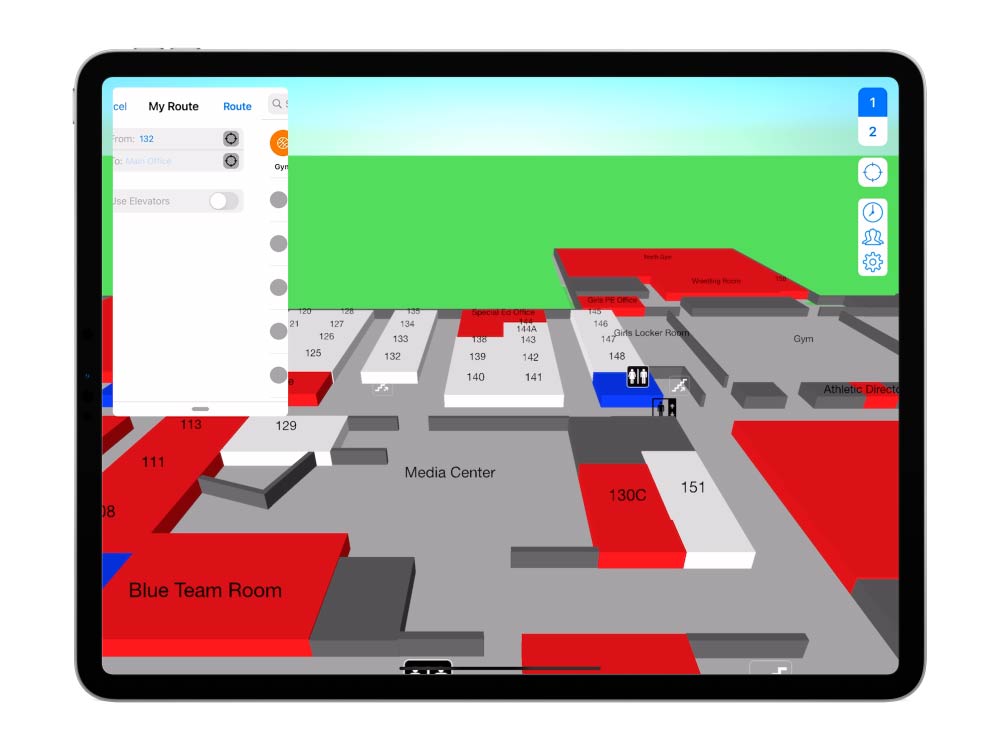 cel My Route Route
From: 132
To: Main Office
Use Elevators
Gym
1
2
North Gym
Wrestling Room
15B
Girls PE Office
120 128 135 Special Ed Office 145
21 127 134 144 146
144A
126 133 138 143 147 Girls Locker Room Gym
125 132 139 142 148
140 141
Athletic Directo
113 129
111 Media Center
08 130C 151
Blue Team Room